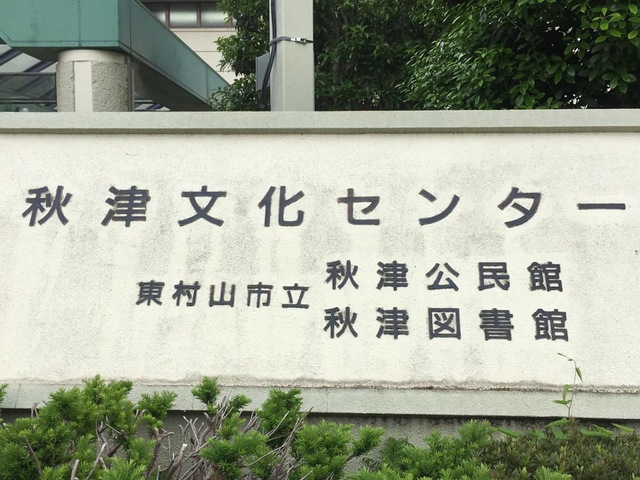 秋津文化センター
東村山市立
秋津公民館
秋津図書館